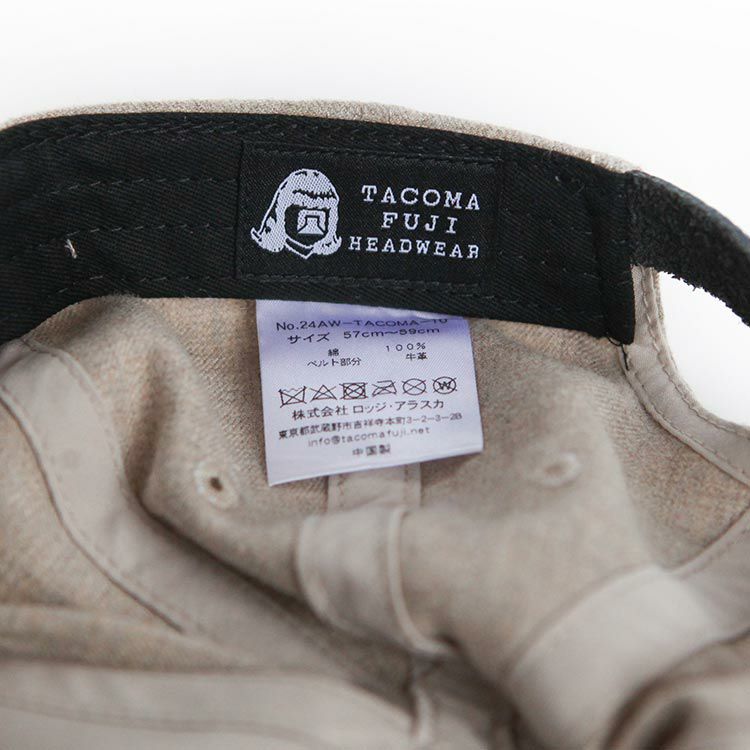 TACOMA
FUJI
HEADWEAR
No.24AW-TACOMA-10
サイズ 57cm~59cm
綿 100%
ベルト部分 牛革
株式会社 ロッジ・アラスカ
東京都武蔵野市吉祥寺本町3-2-3-2B
info@tacomafuji.net
中国製